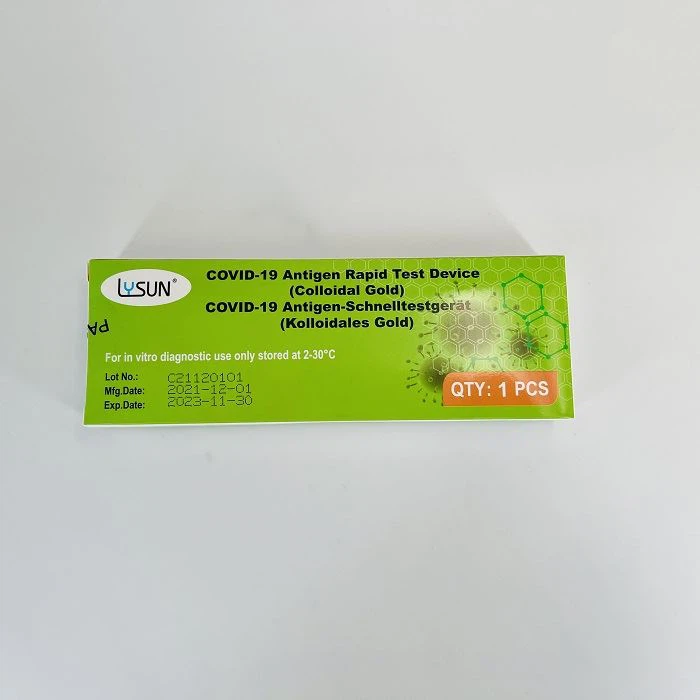 LYSUN®
COVID-19 Antigen Rapid Test Device
(Colloidal Gold)
COVID-19 Antigen-Schnelltestgerät
(Kolloidales Gold)
PA
For in vitro diagnostic use only stored at 2-30°C
Lot No.: C21120101
Mfg.Date: 2021-12-01
Exp.Date: 2023-11-30
QTY: 1 PCS